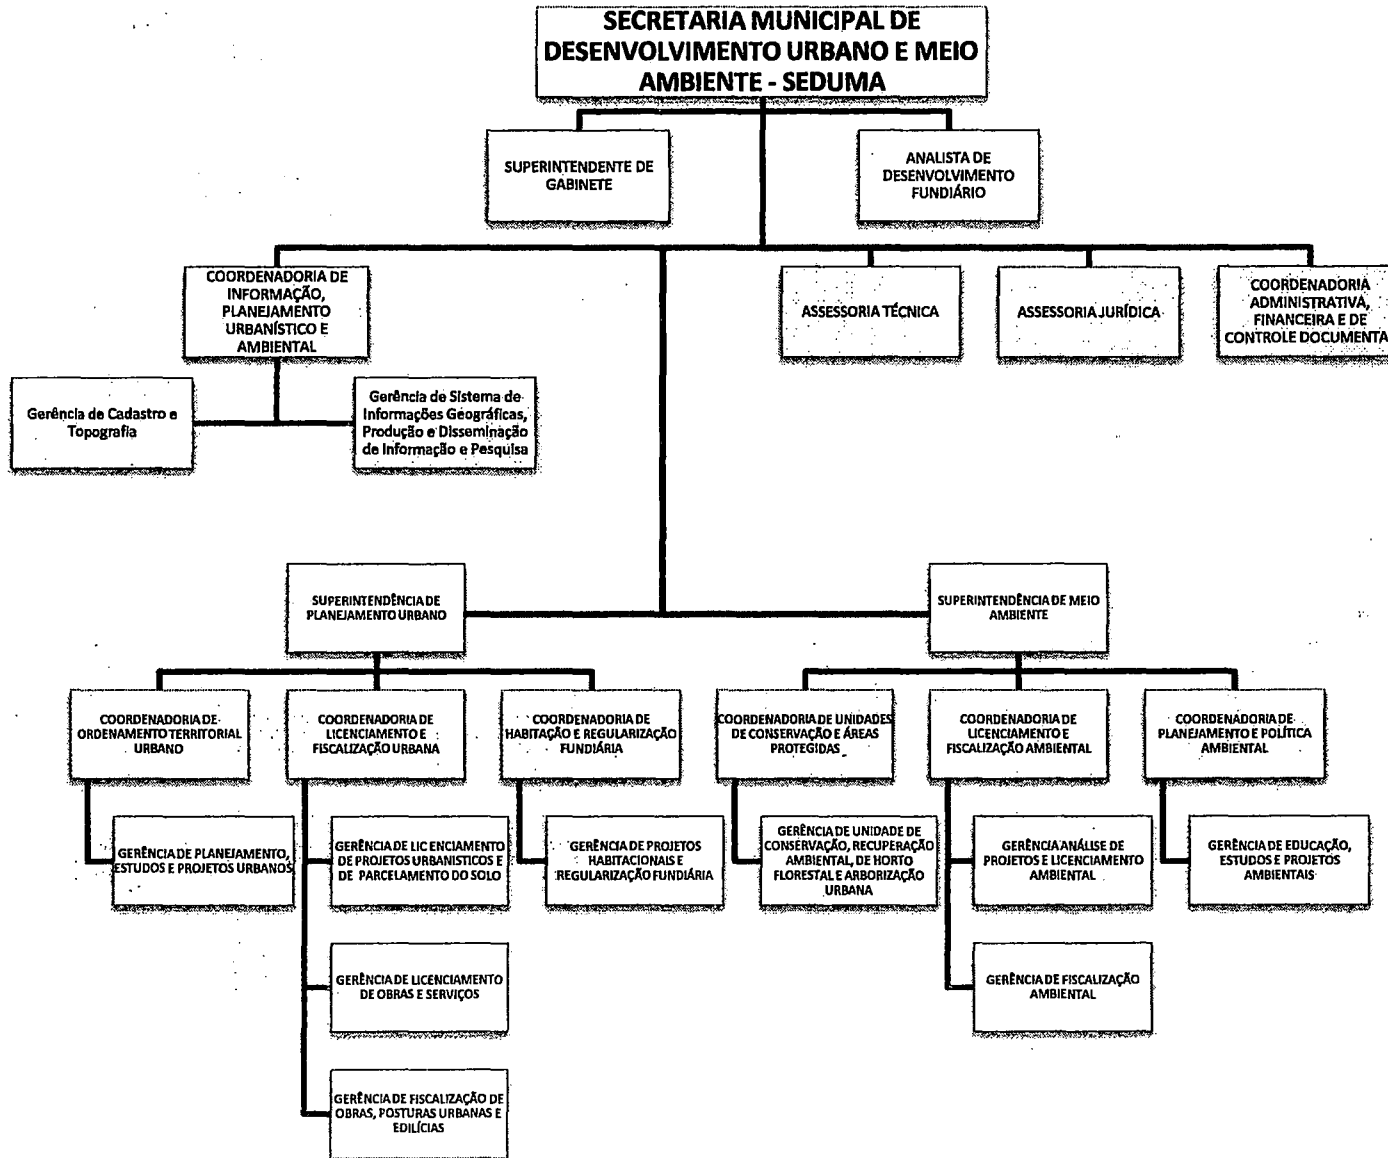 SECRETARIA MUNICIPAL DE
DESENVOLVIMENTO URBANO E MEIO
AMBIENTE - SEDUMA
SUPERINTENDENTE DE
GABINETE
ANALISTA DE
DESENVOLVIMENTO
FUNDIÁRIO
COORDENADORIA DE
INFORMAÇÃO,
PLANEJAMENTO
URBANÍSTICO E
AMBIENTAL
ASSESSORIA TÉCNICA
ASSESSORIA JURÍDICA
COORDENADORIA
ADMINISTRATIVA,
FINANCEIRA E DE
CONTROLE DOCUMENTA
Gerência de Cadastro e
Topografia
Gerência de Sistema de
Informações Geográficas,
Produção e Disseminação
de Informação e Pesquisa
SUPERINTENDÊNCIA DE
PLANEJAMENTO URBANO
SUPERINTENDÊNCIA DE MEIO
AMBIENTE
COORDENADORIA DE
ORDENAMENTO TERRITORIAL
URBANO
COORDENADORIA DE
LICENCIAMENTO E
FISCALIZAÇÃO URBANA
COORDENADORIA DE
HABITAÇÃO E REGULARIZAÇÃO
FUNDIÁRIA
COORDENADORIA DE UNIDADES
DE CONSERVAÇÃO E ÁREAS
PROTEGIDAS
COORDENADORIA DE
LICENCIAMENTO E
FISCALIZAÇÃO AMBIENTAL
COORDENADORIA DE
PLANEJAMENTO E POLÍTICA
AMBIENTAL
GERÊNCIA DE PLANEJAMENTO,
ESTUDOS E PROJETOS URBANOS
GERÊNCIA DE LICENCIAMENTO
DE PROJETOS URBANISTICOS E
DE PARCELAMENTO DO SOLO
GERÊNCIA DE PROJETOS
HABITACIONAIS E
REGULARIZAÇÃO FUNDIÁRIA
GERÊNCIA DE UNIDADE DE
CONSERVAÇÃO, RECUPERAÇÃO
AMBIENTAL, DE HORTO
FLORESTAL E ARBORIZAÇÃO
URBANA
GERÊNCIA ANÁLISE DE
PROJETOS E LICENCIAMENTO
AMBIENTAL
GERÊNCIA DE EDUCAÇÃO,
ESTUDOS E PROJETOS
AMBIENTAIS
GERÊNCIA DE LICENCIAMENTO
DE OBRAS E SERVIÇOS
GERÊNCIA DE FISCALIZAÇÃO
AMBIENTAL
GERÊNCIA DE FISCALIZAÇÃO DE
OBRAS, POSTURAS URBANAS E
EDILÍCIAS